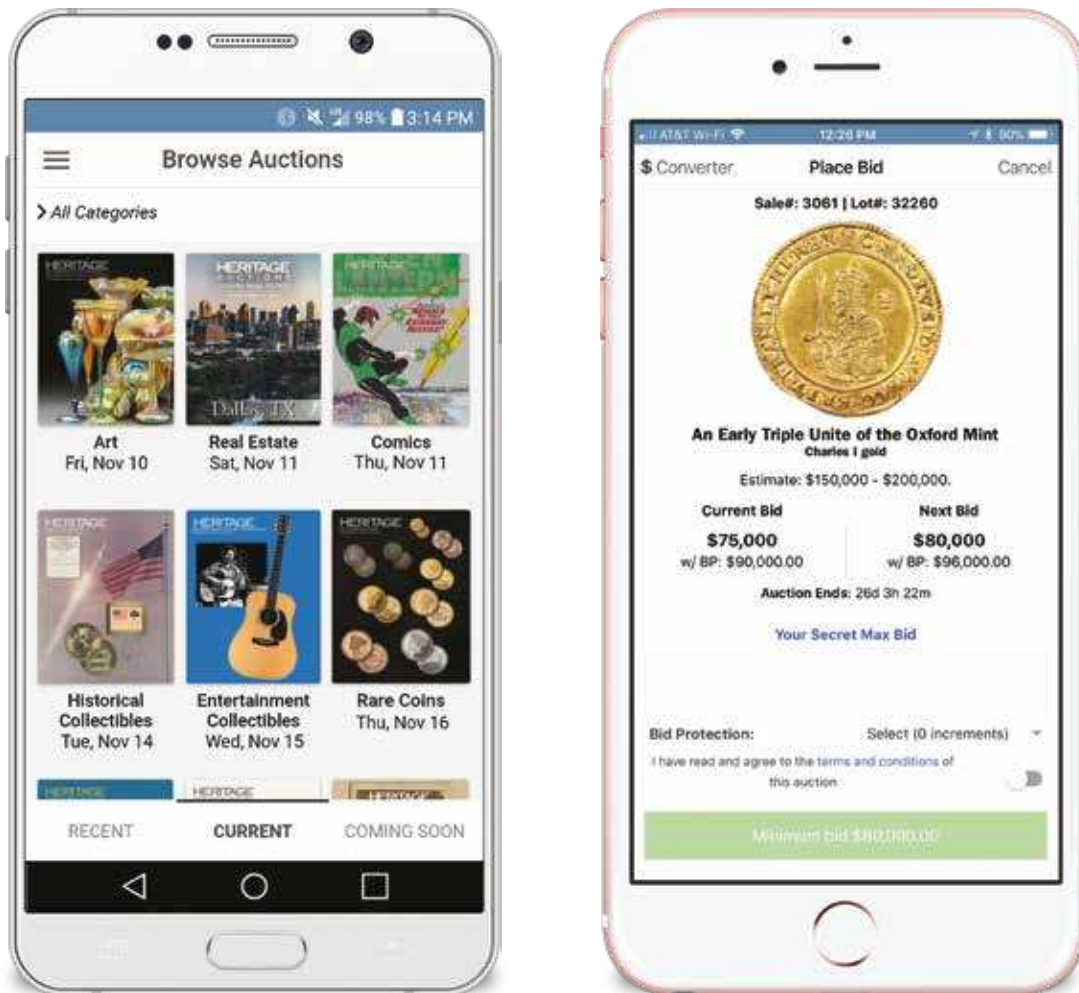 98% 3:14 PM
Browse Auctions
All Categories
HERITAGE
HERITAGE
AUCTIONS
Dallas, TX
Art
Fri, Nov 10
Real Estate
Sat, Nov 11
Comics
Thu, Nov 11
HERITAGE
HERITAGE
HERITAGE
Historical
Collectibles
Tue, Nov 14
Entertainment
Collectibles
Wed, Nov 15
Rare Coins
Thu, Nov 16
HERITAGE
HERITAGE
HERITAGE
RECENT CURRENT COMING SOON
AT&T Wi-Fi 12:26 PM 90%
$ Converter Place Bid Cancel
Sale#: 3061 | Lot#: 32260
An Early Triple Unite of the Oxford Mint
Charles I gold
Estimate: $150,000 - $200,000.
Current Bid Next Bid
$75,000 $80,000
w/ BP: $90,000.00 w/ BP: $96,000.00
Auction Ends: 26d 3h 22m
Your Secret Max Bid
Bid Protection: Select (0 increments)
I have read and agree to the terms and conditions of
this auction
Minimum bid $80,000.00